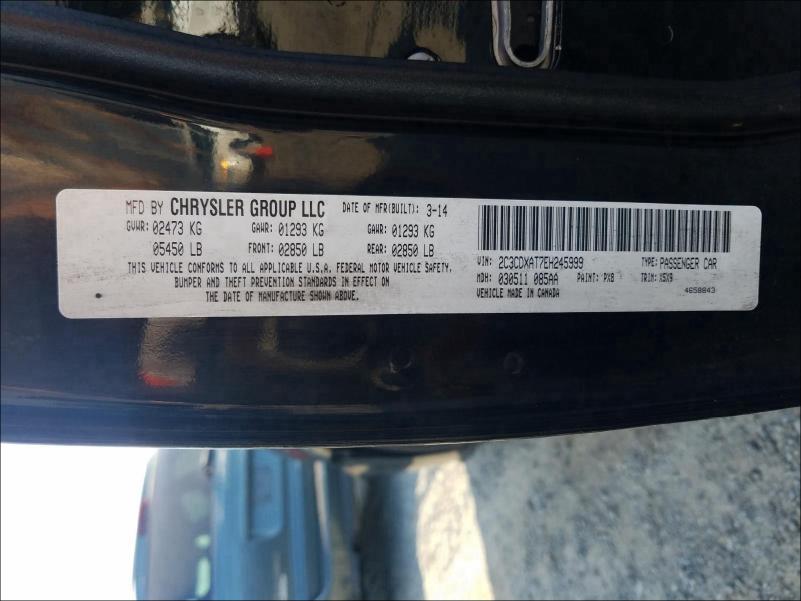 MFD BY CHRYSLER GROUP LLC DATE OF MFR(BUILT): 3-14
GVWR: 02473 KG GAWR: 01293 KG GAWR: 01293 KG
05450 LB FRONT: 02850 LB REAR: 02850 LB
THIS VEHICLE CONFORMS TO ALL APPLICABLE U.S.A. FEDERAL MOTOR VEHICLE SAFETY,
BUMPER AND THEFT PREVENTION STANDARDS IN EFFECT ON
THE DATE OF MANUFACTURE SHOWN ABOVE.
VIN: 2C3CDXAT7EH245999 TYPE: PASSENGER CAR
MDH: 030511 085AA PAINT: PX8 TRIM: X5X9
VEHICLE MADE IN CANADA 4658843